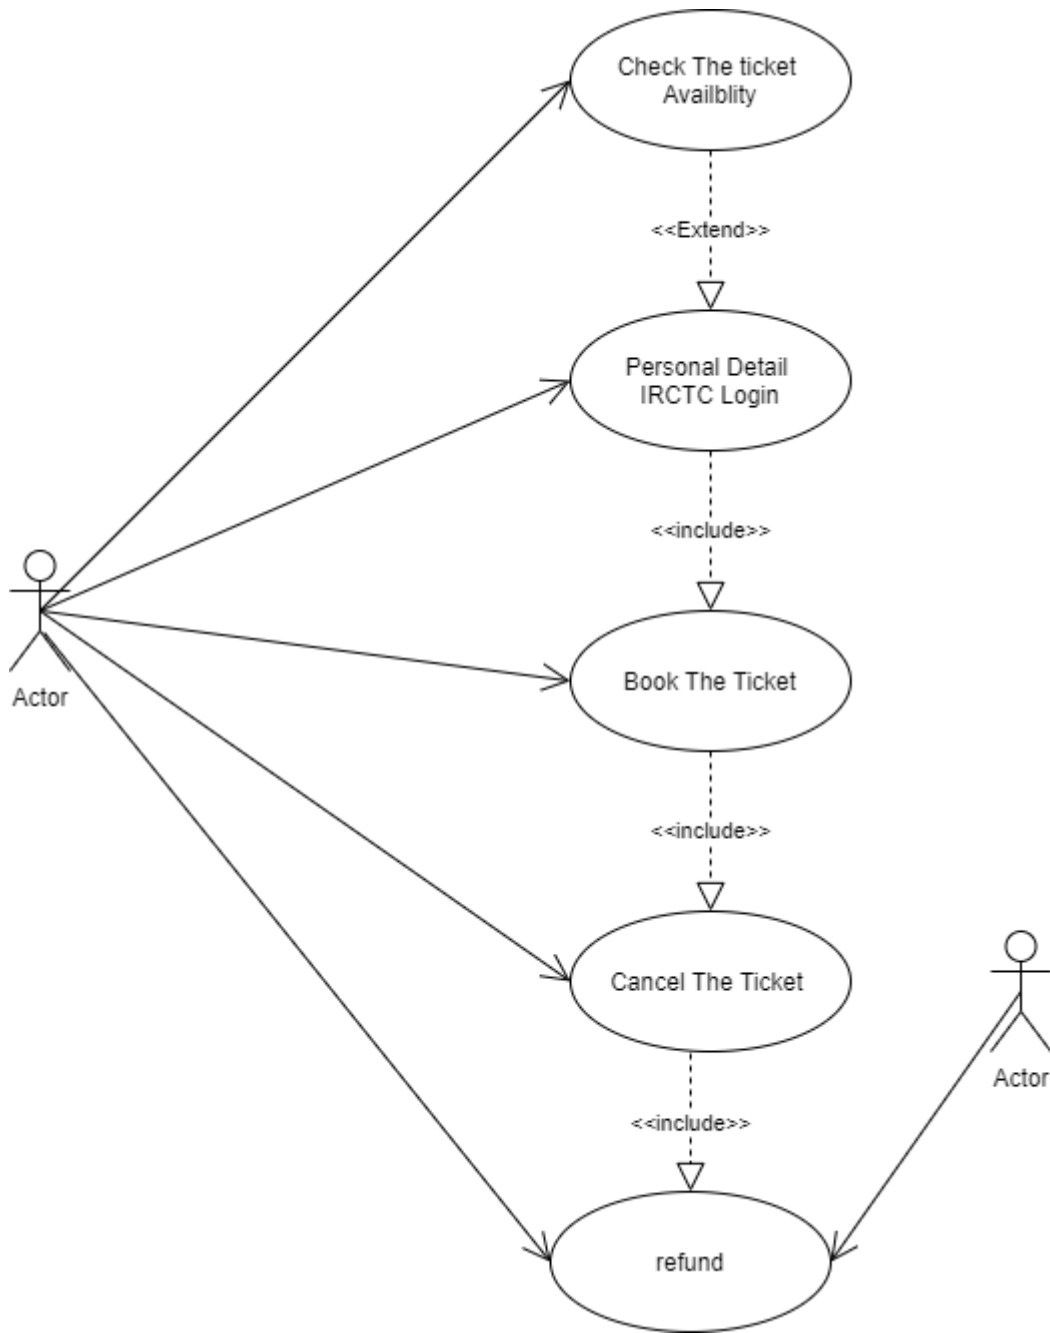 Check The ticket
Availblity
<<Extend>>
Personal Detail
IRCTC Login
<<include>>
Book The Ticket
Actor
<<include>>
Cancel The Ticket
Actor
<<include>>
refund